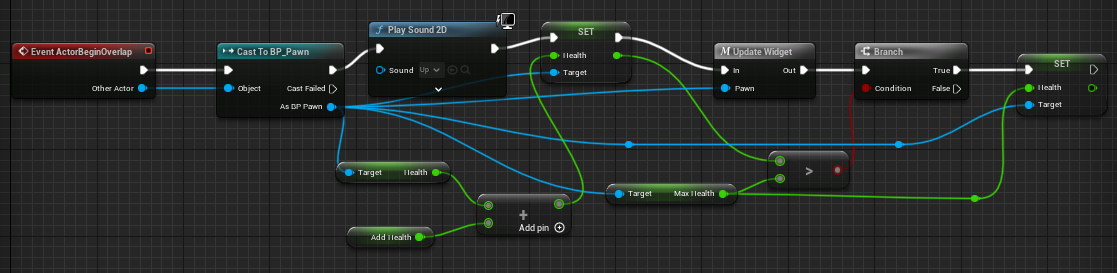 Event ActorBeginOverlap
Other Actor
Cast To BP_Pawn
Object
Cast Failed
As BP Pawn
f Play Sound 2D
Sound Up
SET
Health
Target
M Update Widget
In Out
Pawn
Branch
True
Condition False
SET
Health
Target
Target Health
Add Health
+
Add pin
Target Max Health
>